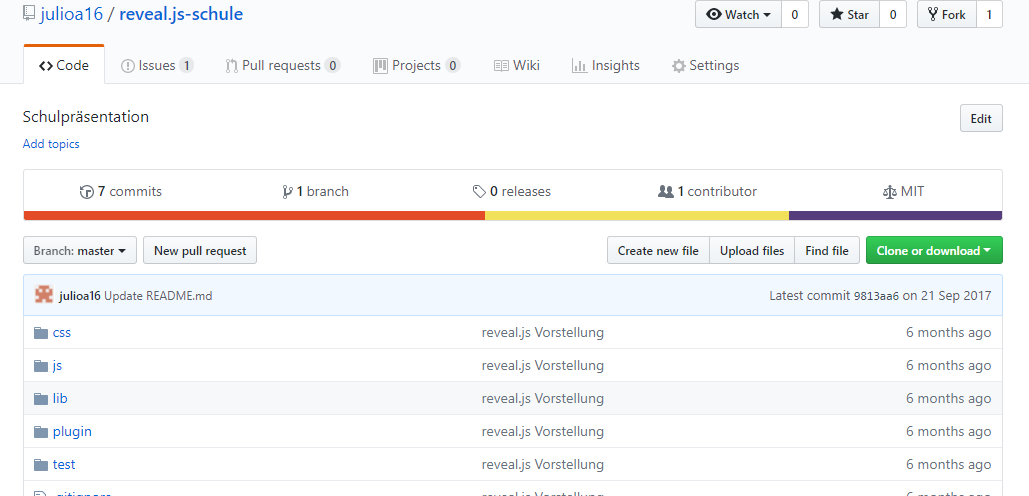 julioa16 / reveal.js-schule Watch 0 Star 0 Fork 1
Code Issues 1 Pull requests 0 Projects 0 Wiki Insights Settings
Schulpräsentation Edit
Add topics
7 commits 1 branch 0 releases 1 contributor MIT
Branch: master New pull request Create new file Upload files Find file Clone or download
julioa16 Update README.md Latest commit 9813aa6 on 21 Sep 2017
css reveal.js Vorstellung 6 months ago
js reveal.js Vorstellung 6 months ago
lib reveal.js Vorstellung 6 months ago
plugin reveal.js Vorstellung 6 months ago
test reveal.js Vorstellung 6 months ago